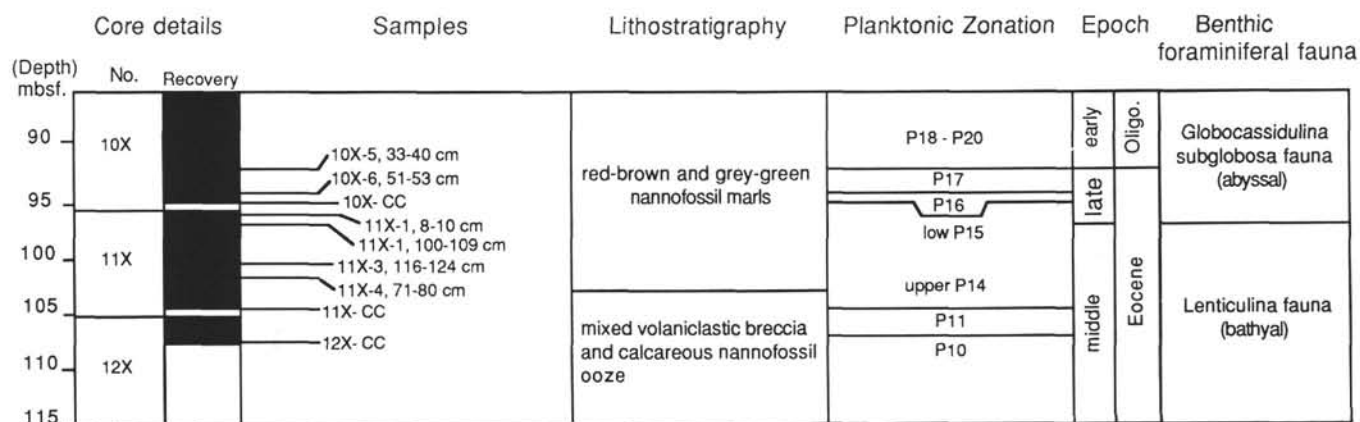 Core details Samples Lithostratigraphy Planktonic Zonation Epoch Benthic
foraminiferal fauna
(Depth)
mbsf.
No. Recovery
90
95
100
105
110
115
10X
11X
12X
10X-5, 33-40 cm
10X-6, 51-53 cm
10X- CC
11X-1, 8-10 cm
11X-1, 100-109 cm
11X-3, 116-124 cm
11X-4, 71-80 cm
11X- CC
12X- CC
red-brown and grey-green
nannofossil marls
mixed volaniclastic breccia
and calcareous nannofossil
ooze
P18 - P20
P17
P16
low P15
upper P14
P11
P10
early
late
middle
Oligo.
Eocene
Globocassidulina
subglobosa fauna
(abyssal)
Lenticulina fauna
(bathyal)